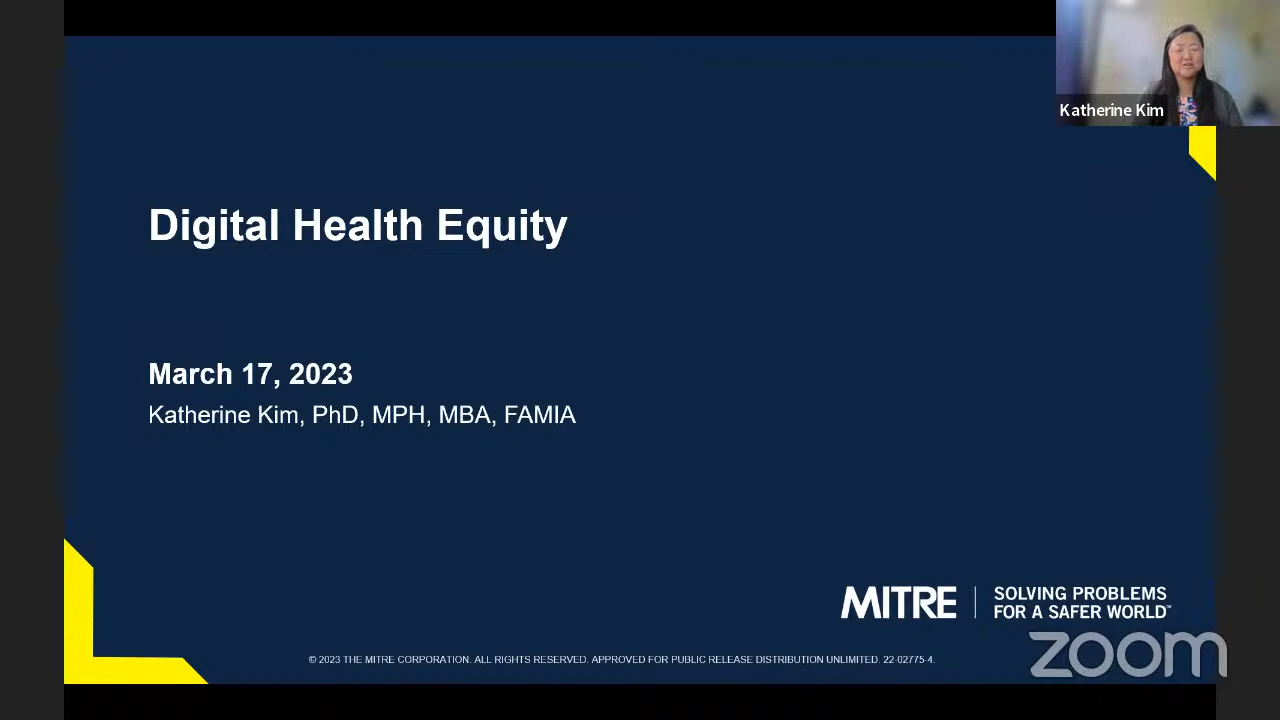 Katherine Kim
Digital Health Equity
March 17, 2023
Katherine Kim, PhD, MPH, MBA, FAMIA
MITRE
SOLVING PROBLEMS
FOR A SAFER WORLD™
© 2023 THE MITRE CORPORATION. ALL RIGHTS RESERVED. APPROVED FOR PUBLIC RELEASE DISTRIBUTION UNLIMITED. 22-02775-4.
zoom